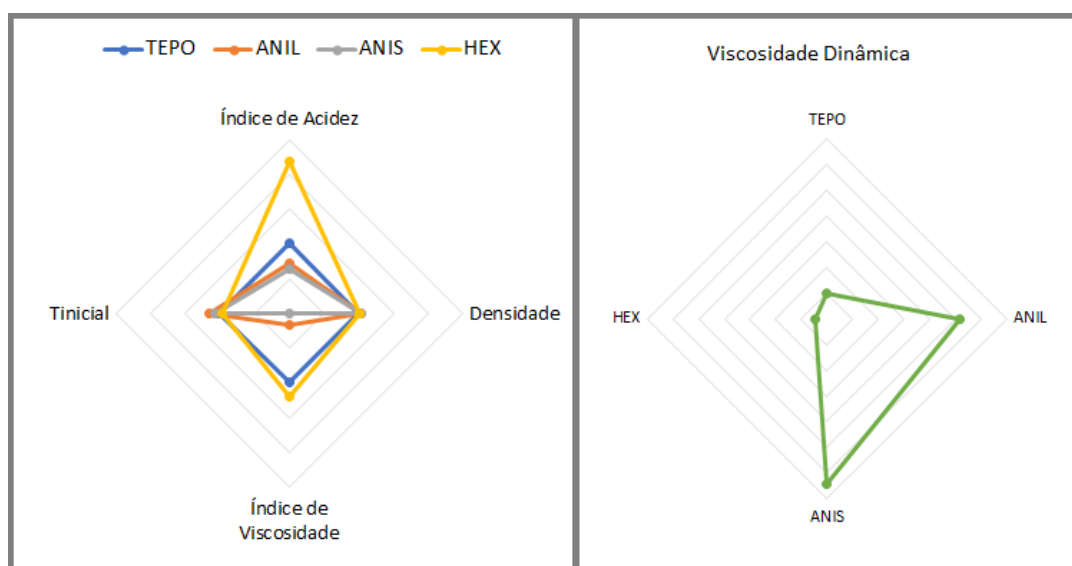 TEPO ANIL ANIS HEX
Índice de Acidez
Tinicial
Densidade
Índice de
Viscosidade
Viscosidade Dinâmica
TEPO
HEX
ANIL
ANIS